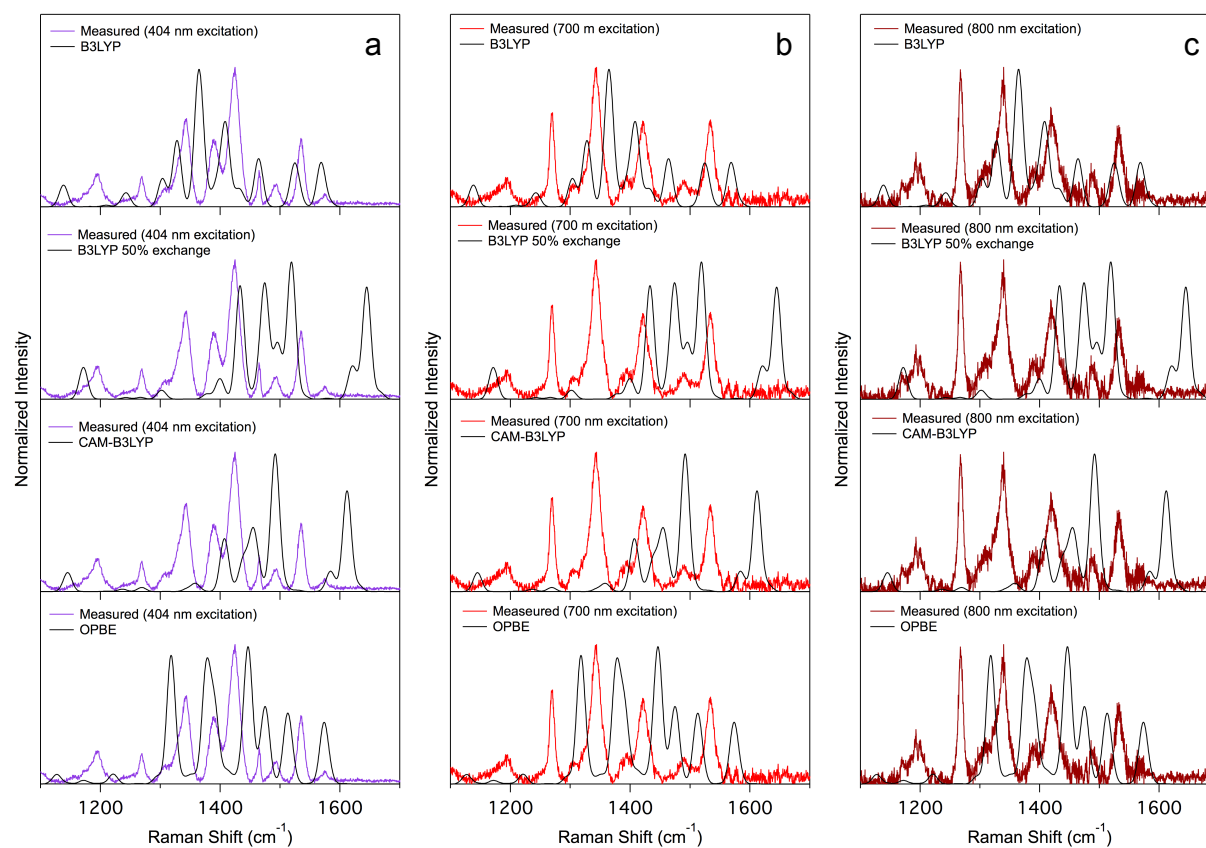 a
Measured (404 nm excitation)
B3LYP
Measured (404 nm excitation)
B3LYP 50% exchange
Measured (404 nm excitation)
CAM-B3LYP
Measured (404 nm excitation)
OPBE
Normalized Intensity
1200
1400
1600
Raman Shift (cm⁻¹)
b
Measured (700 m excitation)
B3LYP
Measured (700 m excitation)
B3LYP 50% exchange
Measured (700 nm excitation)
CAM-B3LYP
Measeured (700 nm excitation)
OPBE
Normalized Intensity
1200
1400
1600
Raman Shift (cm⁻¹)
c
Measured (800 nm excitation)
B3LYP
Measured (800 nm excitation)
B3LYP 50% exchange
Measured (800 nm excitation)
CAM-B3LYP
Measured (800 nm excitation)
OPBE
Normalized Intensity
1200
1400
1600
Raman Shift (cm⁻¹)